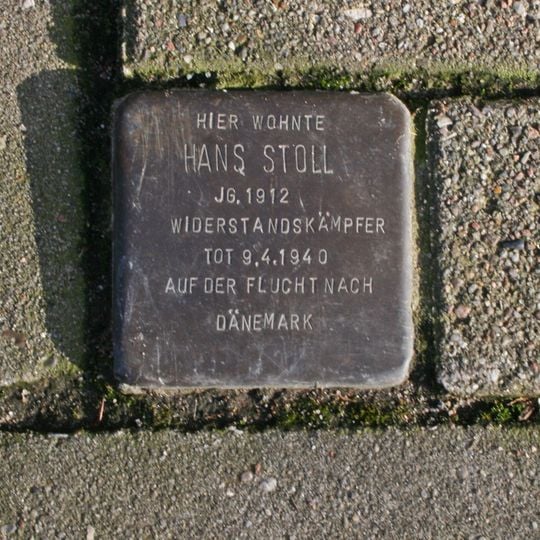 HIER WOHNTE
HANS STOLL
JG. 1912
WIDERSTANDSKÄMPFER
TOT 9.4.1940
AUF DER FLUCHT NACH
DÄNEMARK